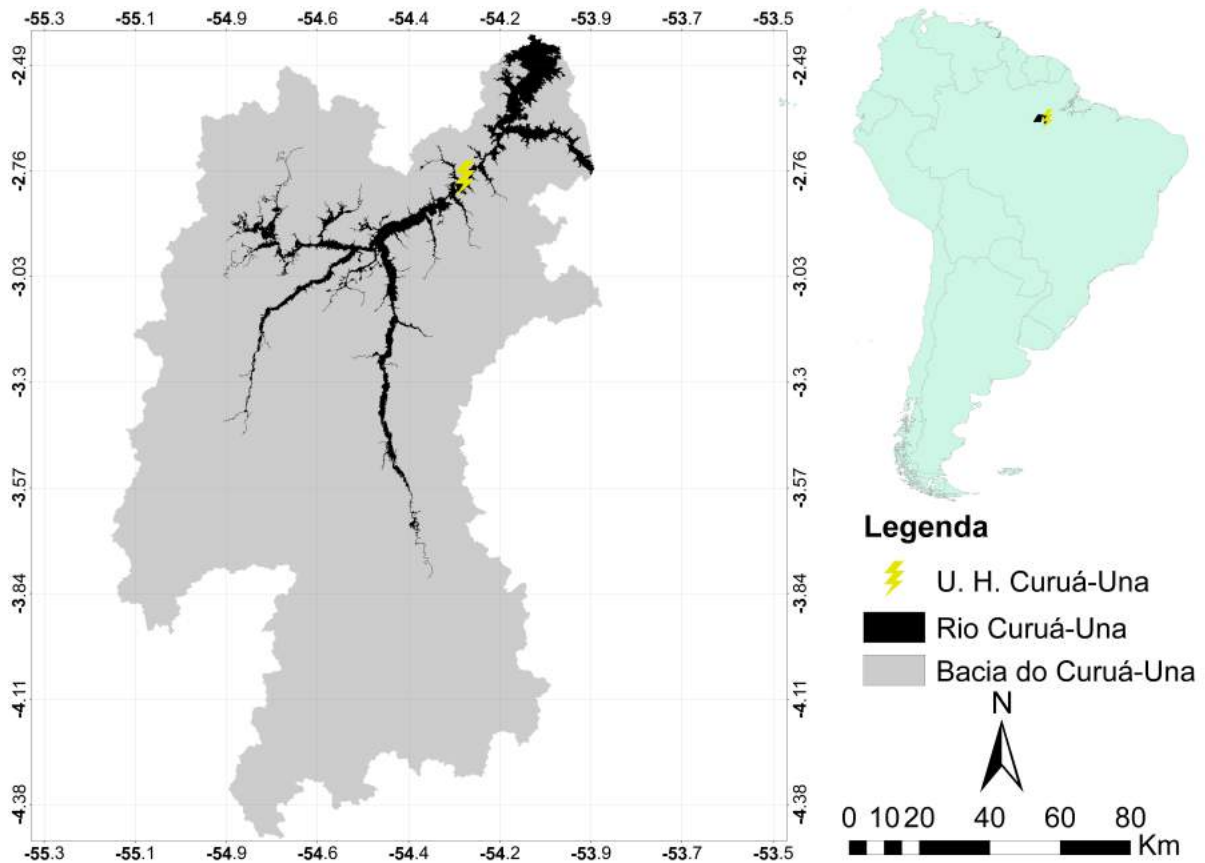 -55.3 -55.1 -54.9 -54.6 -54.4 -54.2 -53.9 -53.7 -53.5
-2.49 -2.49
-2.76 -2.76
-3.03 -3.03
-3.3 -3.3
-3.57 -3.57
-3.84 -3.84
-4.11 -4.11
-4.38 -4.38
-55.3 -55.1 -54.9 -54.6 -54.4 -54.2 -53.9 -53.7 -53.5
Legenda
U. H. Curuá-Una
Rio Curuá-Una
Bacia do Curuá-Una
N
0 10 20 40 60 80
Km